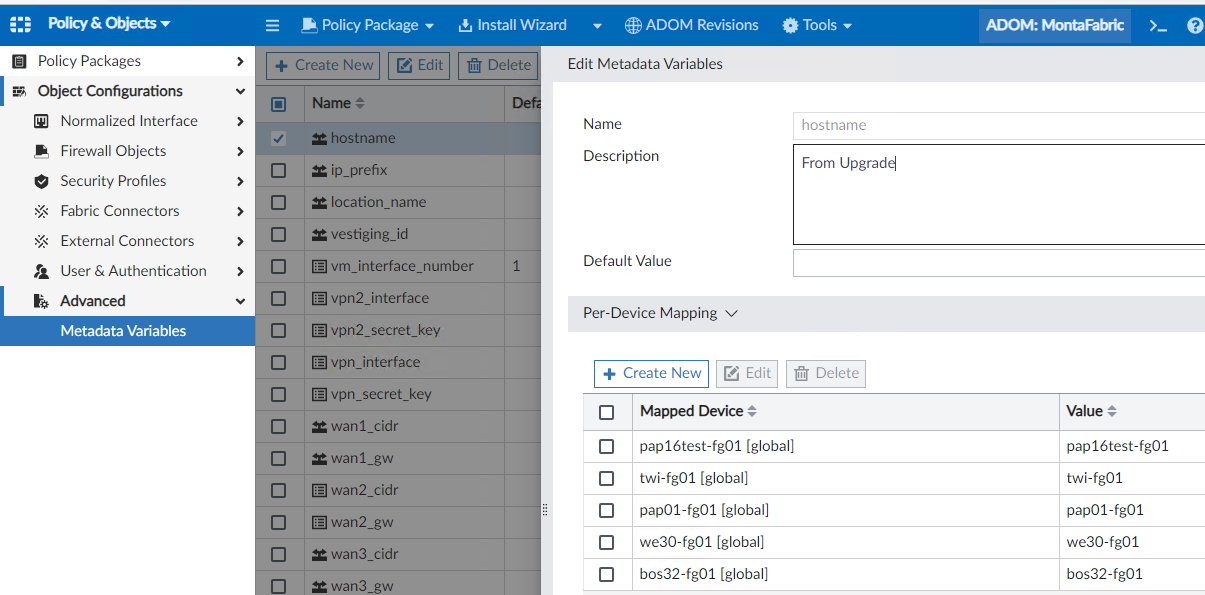 Policy & Objects
Policy Package
Install Wizard
ADOM Revisions
Tools
ADOM: MontaFabric
Policy Packages
Object Configurations
Normalized Interface
Firewall Objects
Security Profiles
Fabric Connectors
External Connectors
User & Authentication
Advanced
Metadata Variables
Create New Edit Delete
Name Defa
hostname
ip_prefix
location_name
vestiging_id
vm_interface_number 1
vpn2_interface
vpn2_secret_key
vpn_interface
vpn_secret_key
wan1_cidr
wan1_gw
wan2_cidr
wan2_gw
wan3_cidr
wan3_gw
Edit Metadata Variables
Name hostname
Description From Upgrade
Default Value
Per-Device Mapping
Create New Edit Delete
Mapped Device Value
pap16test-fg01 [global] pap16test-fg01
twi-fg01 [global] twi-fg01
pap01-fg01 [global] pap01-fg01
we30-fg01 [global] we30-fg01
bos32-fg01 [global] bos32-fg01